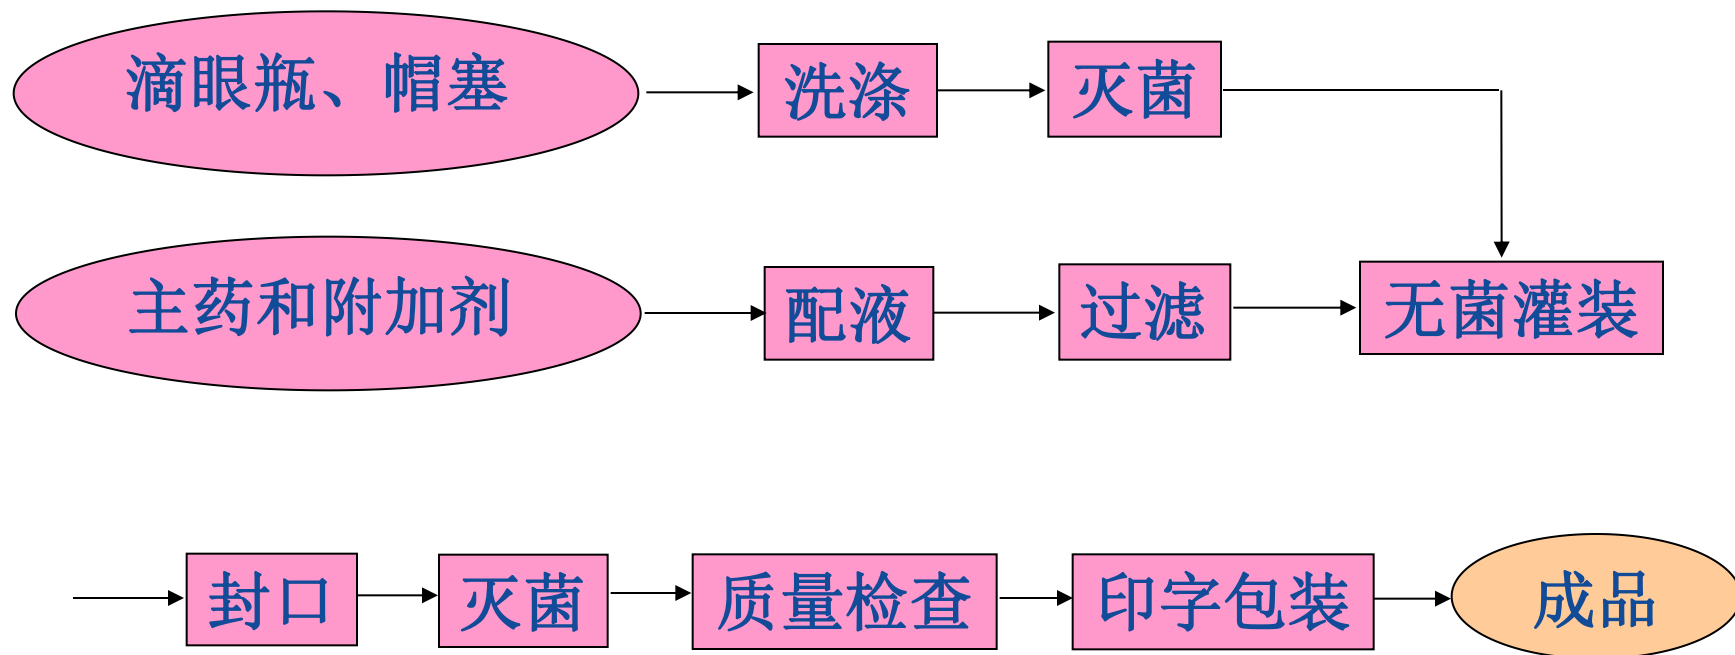 滴眼瓶、帽塞
洗涤
灭菌
主药和附加剂
配液
过滤
无菌灌装
封口
灭菌
质量检查
印字包装
成品